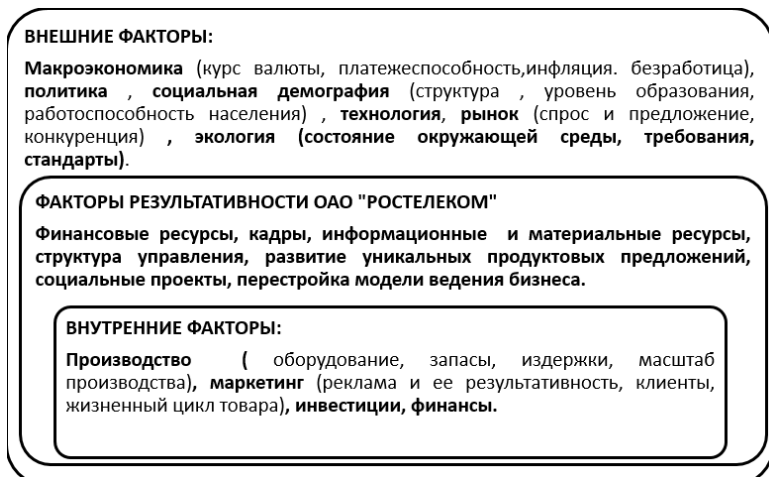 ВНЕШНИЕ ФАКТОРЫ:
Макроэкономика (курс валюты, платежеспособность,инфляция. безработица),
политика , социальная демография (структура , уровень образования,
работоспособность населения) , технология, рынок (спрос и предложение,
конкуренция) , экология (состояние окружающей среды, требования,
стандарты).
ФАКТОРЫ РЕЗУЛЬТАТИВНОСТИ ОАО "РОСТЕЛЕКОМ"
Финансовые ресурсы, кадры, информационные и материальные ресурсы,
структура управления, развитие уникальных продуктовых предложений,
социальные проекты, перестройка модели ведения бизнеса.
ВНУТРЕННИЕ ФАКТОРЫ:
Производство ( оборудование, запасы, издержки, масштаб
производства), маркетинг (реклама и ее результативность, клиенты,
жизненный цикл товара), инвестиции, финансы.